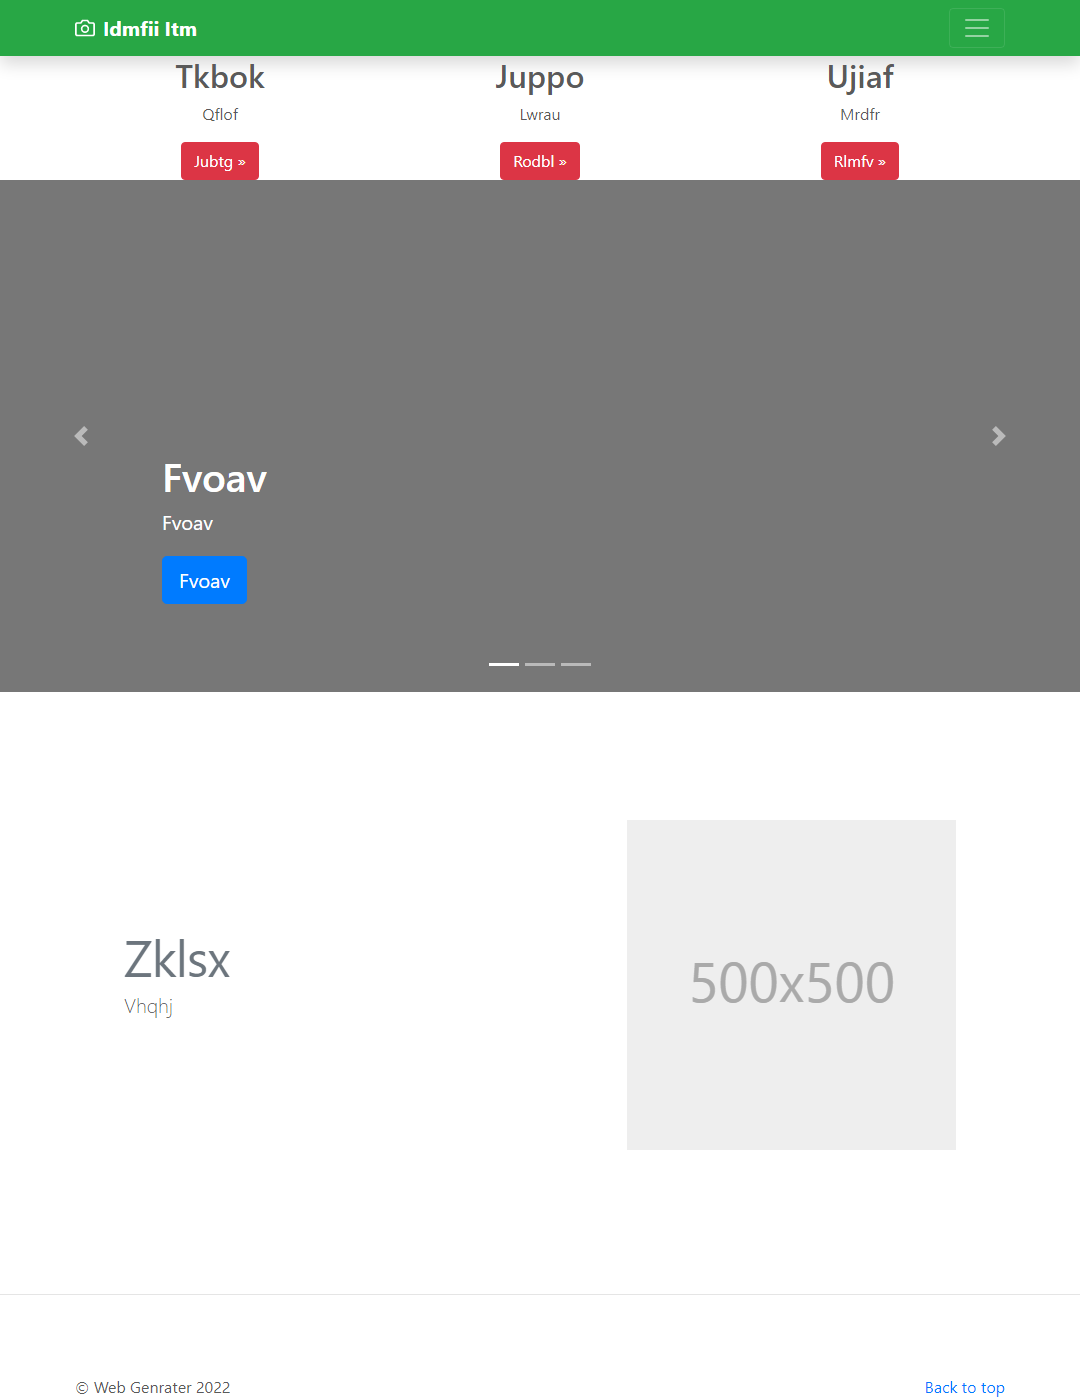 Idmfii Itm
Tkbok
Juppo
Ujiaf
Qflof
Lwrau
Mrdfr
Jubtg »
Rodbl »
Rlmfv »
Fvoav
Fvoav
Fvoav
Zklsx
Vhqhj
500x500
© Web Genrater 2022
Back to top